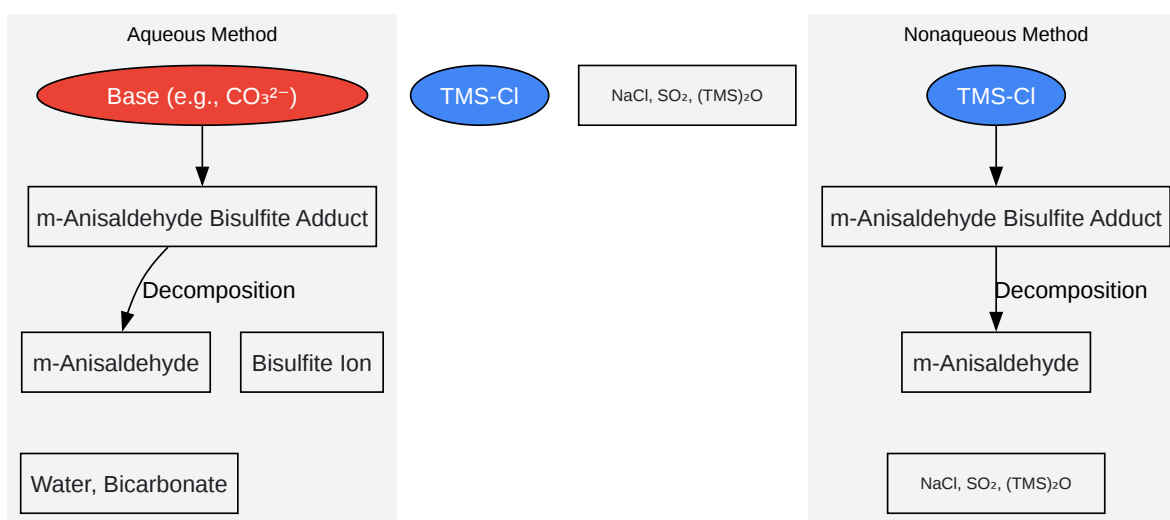 Aqueous Method
Nonaqueous Method
Base (e.g., CO₃²⁻)
TMS-Cl
NaCl, SO₂, (TMS)₂O
TMS-Cl
m-Anisaldehyde Bisulfite Adduct
m-Anisaldehyde Bisulfite Adduct
Decomposition
Decomposition
m-Anisaldehyde
Bisulfite Ion
m-Anisaldehyde
Water, Bicarbonate
NaCl, SO₂, (TMS)₂O